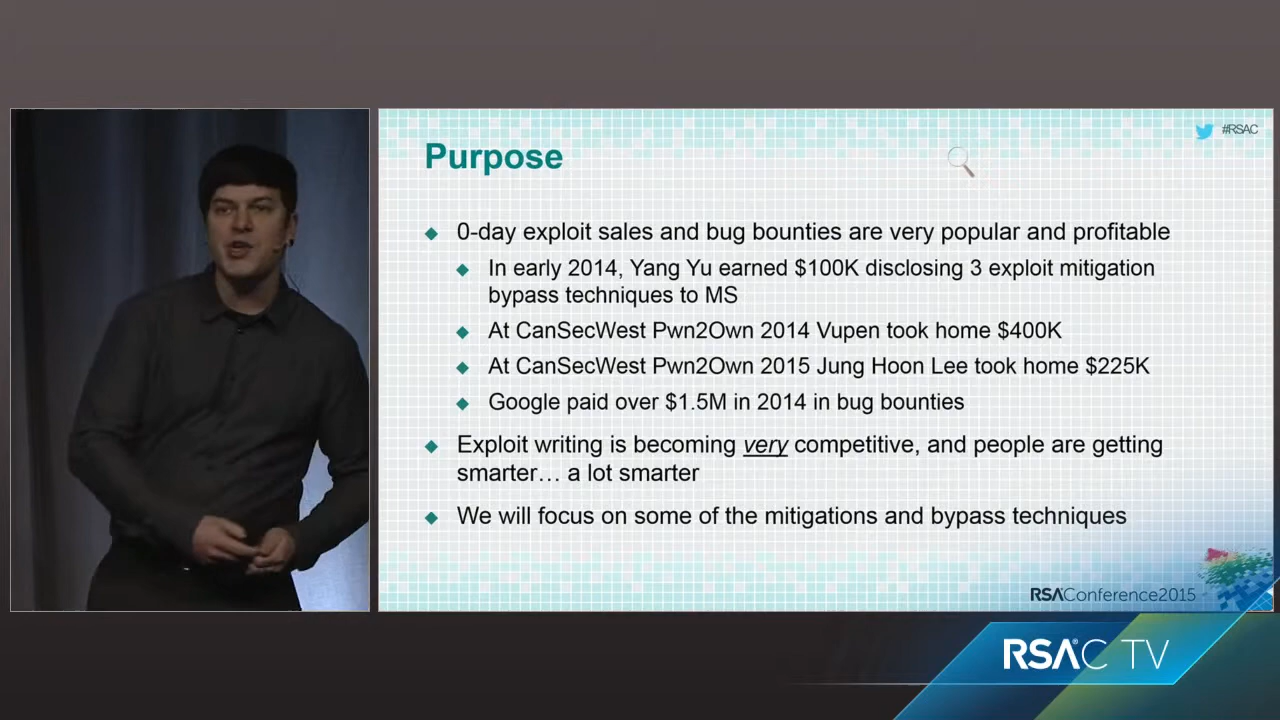 #RSAC
Purpose
0-day exploit sales and bug bounties are very popular and profitable
In early 2014, Yang Yu earned $100K disclosing 3 exploit mitigation
bypass techniques to MS
At CanSecWest Pwn2Own 2014 Vupen took home $400K
At CanSecWest Pwn2Own 2015 Jung Hoon Lee took home $225K
Google paid over $1.5M in 2014 in bug bounties
Exploit writing is becoming very competitive, and people are getting
smarter… a lot smarter
We will focus on some of the mitigations and bypass techniques
RSAConference2015
RSAC TV